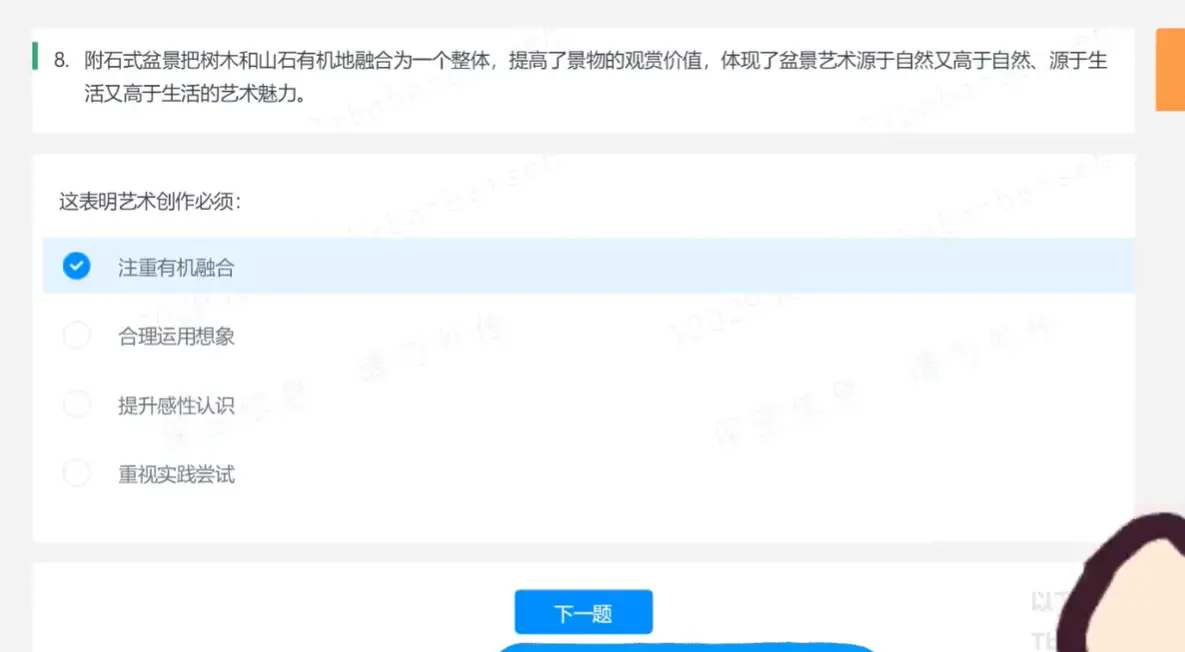 8. 附石式盆景把树木和山石有机地融合为一个整体，提高了景物的观赏价值，体现了盆景艺术源于自然又高于自然、源于生
活又高于生活的艺术魅力。
这表明艺术创作必须：
注重有机融合
合理运用想象
提升感性认识
重视实践尝试
下一题